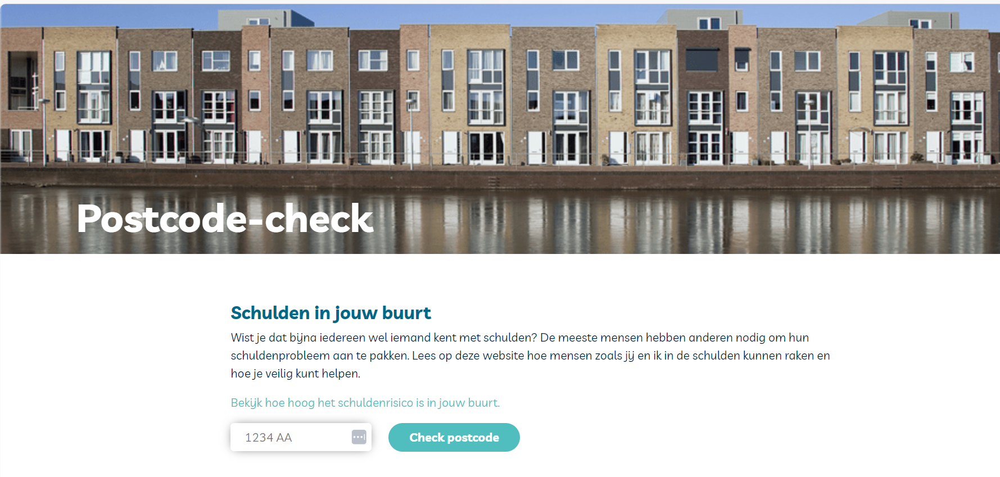 Postcode-check
Schulden in jouw buurt
Wist je dat bijna iedereen wel iemand kent met schulden? De meeste mensen hebben anderen nodig om hun
schuldenprobleem aan te pakken. Lees op deze website hoe mensen zoals jij en ik in de schulden kunnen raken en
hoe je veilig kunt helpen.
Bekijk hoe hoog het schuldenrisico is in jouw buurt.
1234 AA
Check postcode